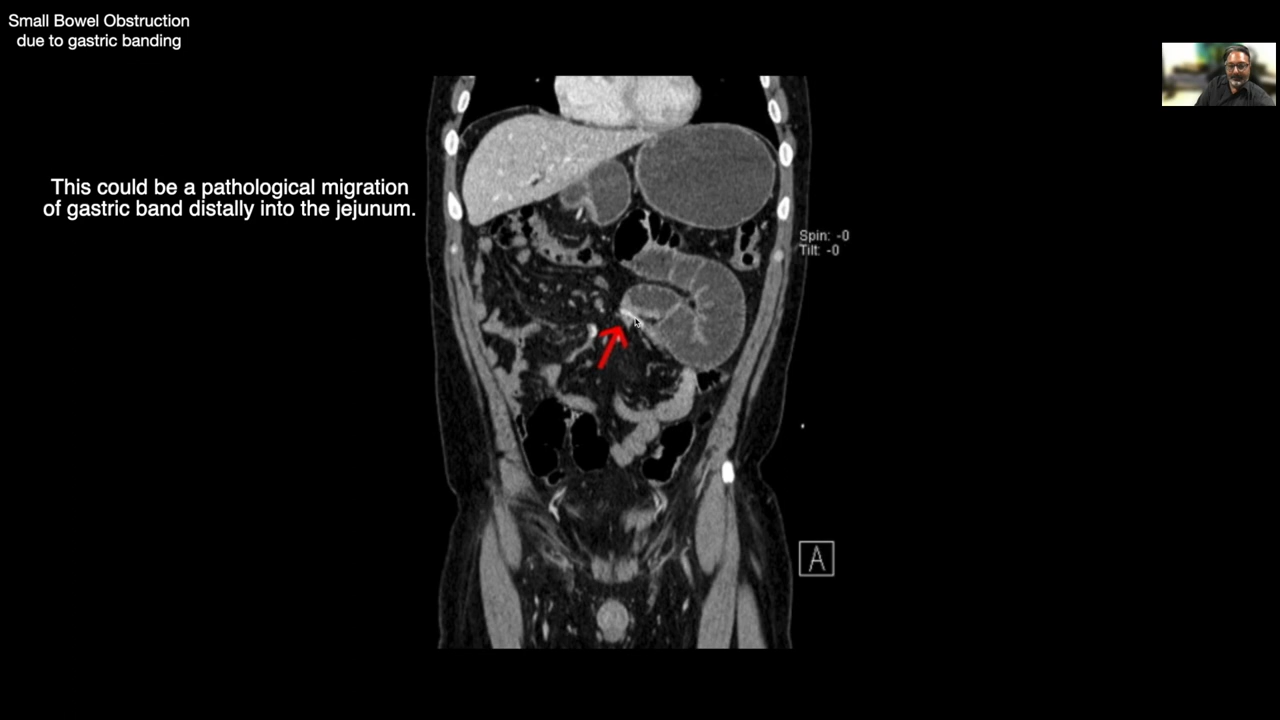 Small Bowel Obstruction
due to gastric banding
This could be a pathological migration
of gastric band distally into the jejunum.
Spin: -0
Tilt: -0
A